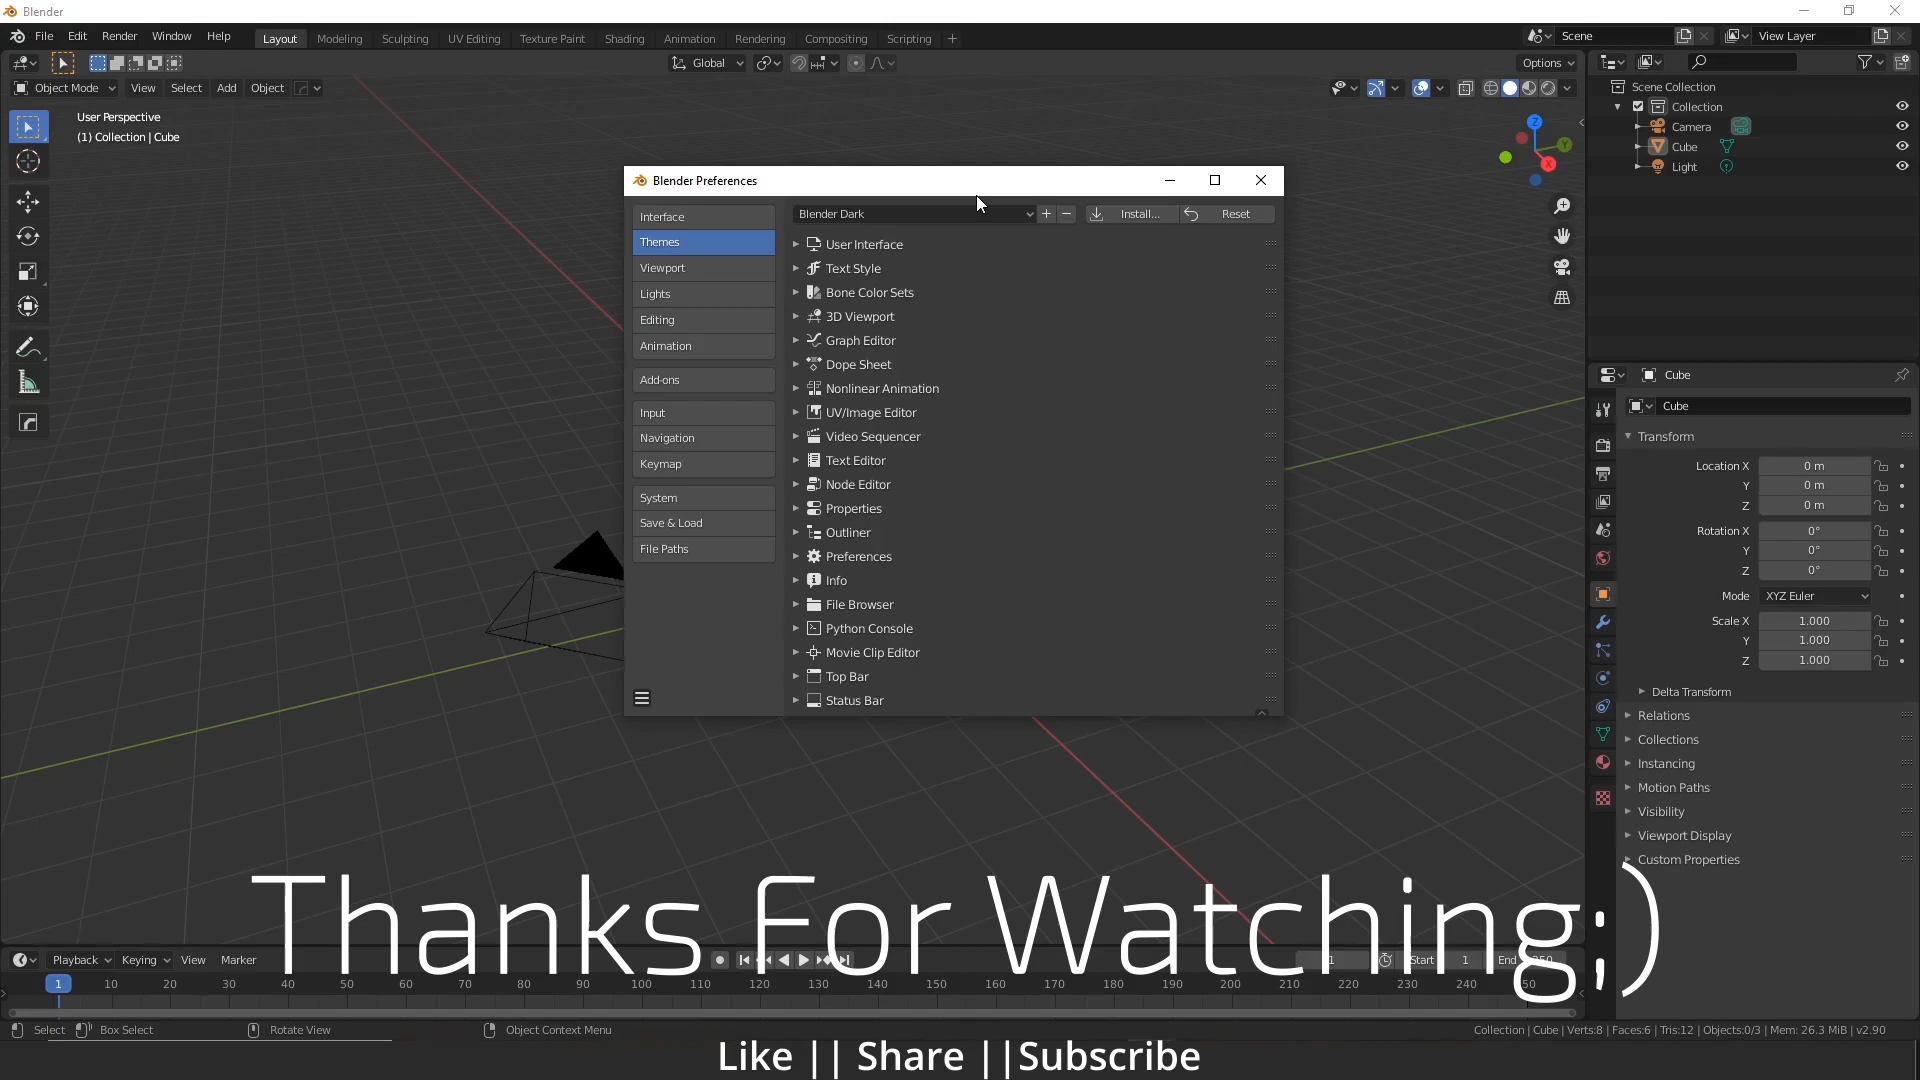 Blender
File Edit Render Window Help Layout Modeling Sculpting UV Editing Texture Paint Shading Animation Rendering Compositing Scripting Scene View Layer
Global Options
Object Mode View Select Add Object
User Perspective
(1) Collection | Cube
Z
Y
X
Scene Collection
Collection
Camera
Cube
Light
Blender Preferences
Interface
Themes
Viewport
Lights
Editing
Animation
Add-ons
Input
Navigation
Keymap
System
Save & Load
File Paths
Blender Dark Install... Reset
User Interface
Text Style
Bone Color Sets
3D Viewport
Graph Editor
Dope Sheet
Nonlinear Animation
UV/Image Editor
Video Sequencer
Text Editor
Node Editor
Properties
Outliner
Preferences
Info
File Browser
Python Console
Movie Clip Editor
Top Bar
Status Bar
Cube
Cube
Transform
Location X 0 m
Y 0 m
Z 0 m
Rotation X 0°
Y 0°
Z 0°
Mode XYZ Euler
Scale X 1.000
Y 1.000
Z 1.000
Delta Transform
Relations
Collections
Instancing
Motion Paths
Visibility
Viewport Display
Custom Properties
Thanks For Watching;)
Playback Keying View Marker 1 Start 1 End 250
1 10 20 30 40 50 60 70 80 90 100 110 120 130 140 150 160 170 180 190 200 210 220 230 240 250
Select Box Select Rotate View Object Context Menu Collection | Cube | Verts:8 | Faces:6 | Tris:12 | Objects:0/3 | Mem: 26.3 MiB | v2.90
Like || Share ||Subscribe